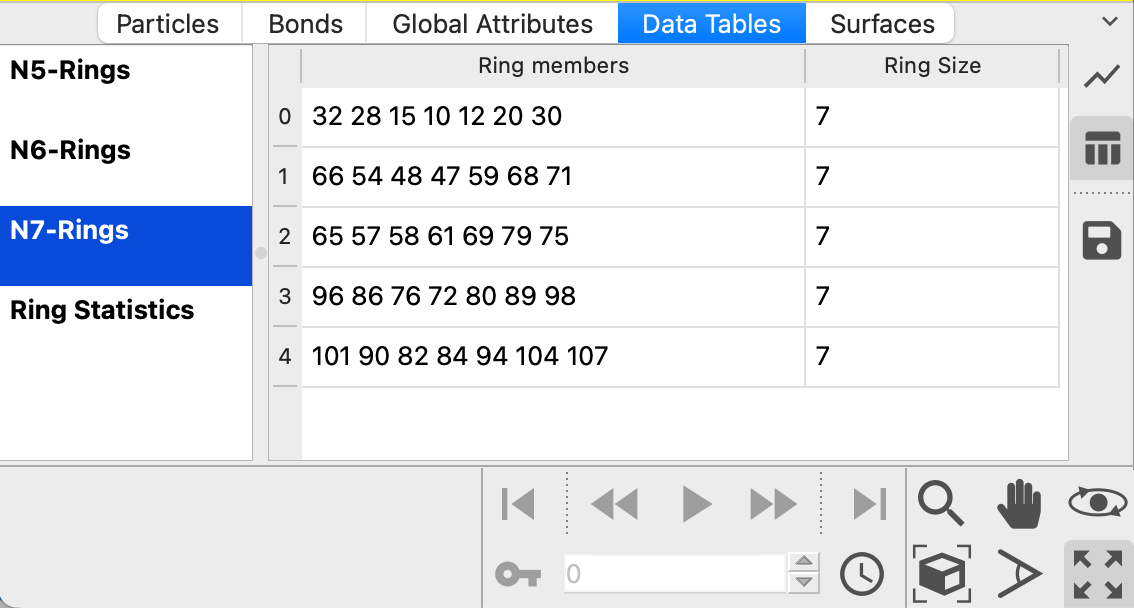 Particles Bonds Global Attributes Data Tables Surfaces
N5-Rings
N6-Rings
N7-Rings
Ring Statistics
Ring members Ring Size
0 32 28 15 10 12 20 30 7
1 66 54 48 47 59 68 71 7
2 65 57 58 61 69 79 75 7
3 96 86 76 72 80 89 98 7
4 101 90 82 84 94 104 107 7
0